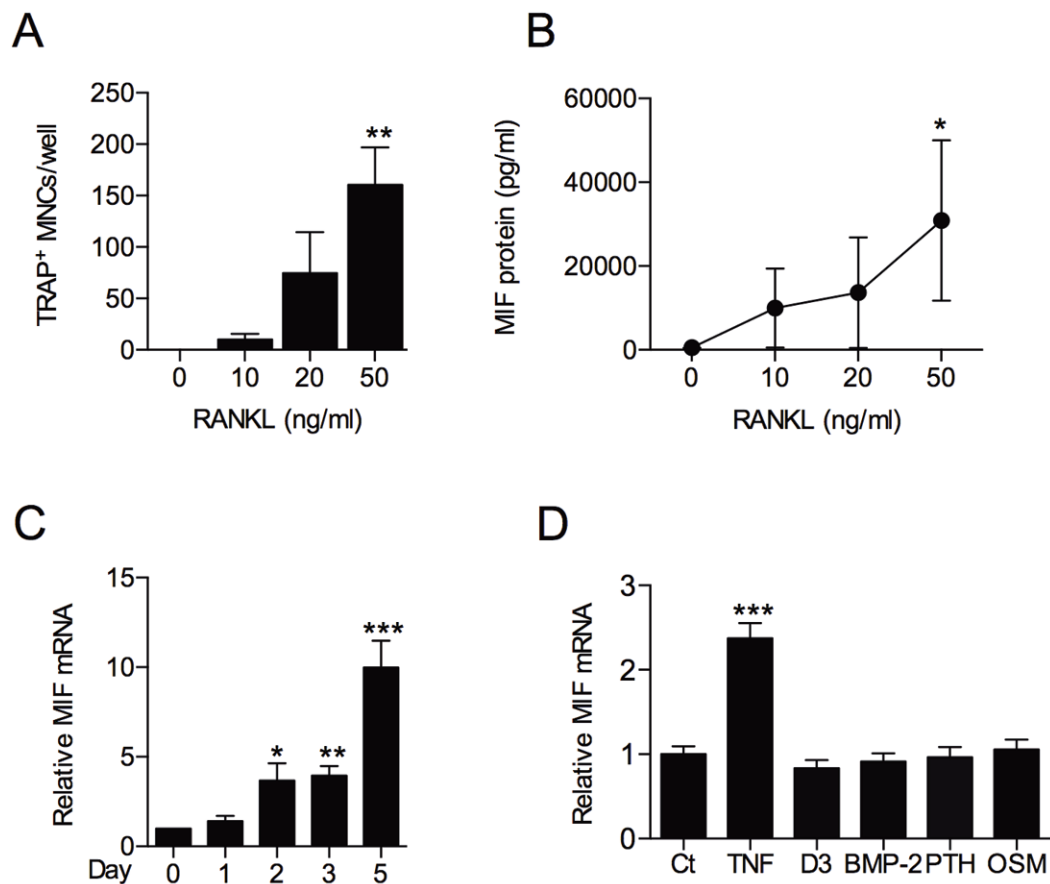 A
TRAP⁺ MNCs/well
250
200
150
100
50
0
**
0 10 20 50
RANKL (ng/ml)
B
MIF protein (pg/ml)
60000
40000
20000
0
*
0 10 20 50
RANKL (ng/ml)
C
Relative MIF mRNA
15
10
5
0
* ** ***
Day 0 1 2 3 5
D
Relative MIF mRNA
3
2
1
0
***
Ct TNF D3 BMP-2 PTH OSM